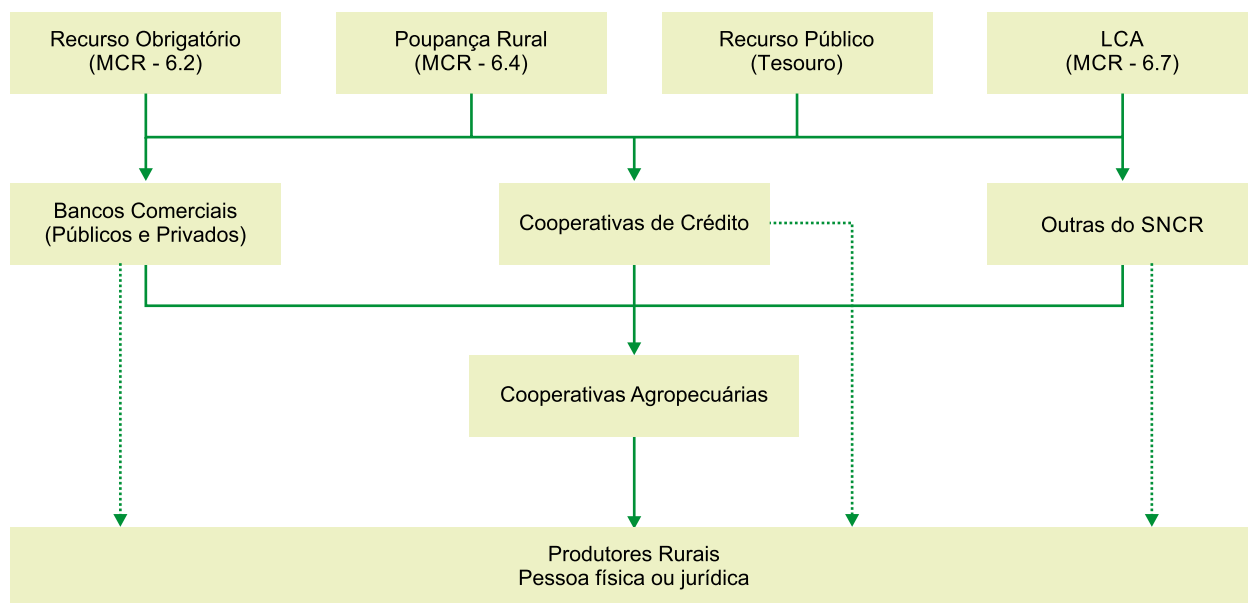 Recurso Obrigatório
(MCR - 6.2)
Poupança Rural
(MCR - 6.4)
Recurso Público
(Tesouro)
LCA
(MCR - 6.7)
Bancos Comerciais
(Públicos e Privados)
Cooperativas de Crédito
Outras do SNCR
Cooperativas Agropecuárias
Produtores Rurais
Pessoa física ou jurídica